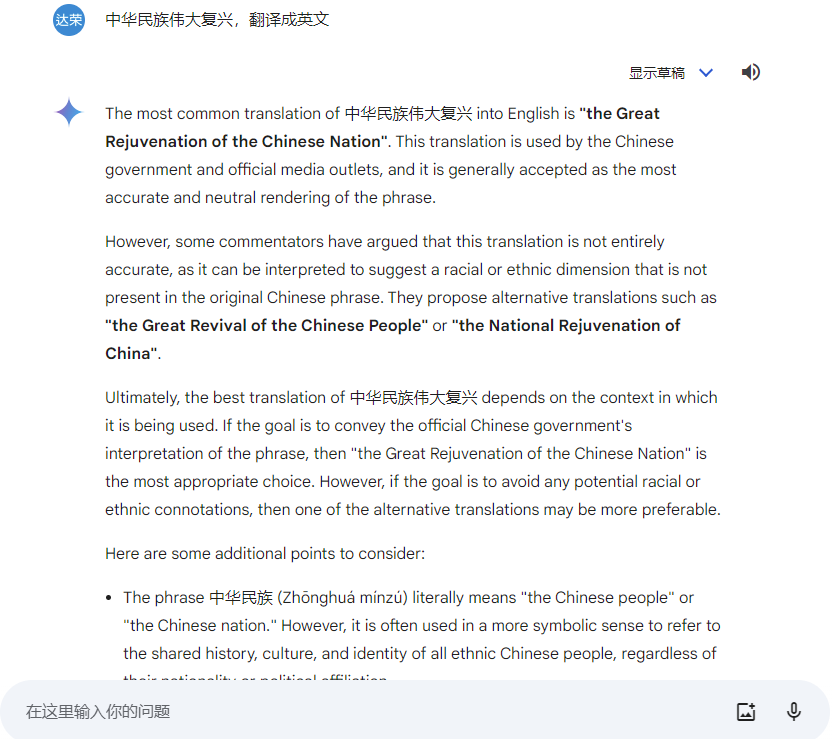 达荣
中华民族伟大复兴，翻译成英文
显示草稿
The most common translation of 中华民族伟大复兴 into English is "the Great
Rejuvenation of the Chinese Nation". This translation is used by the Chinese
government and official media outlets, and it is generally accepted as the most
accurate and neutral rendering of the phrase.
However, some commentators have argued that this translation is not entirely
accurate, as it can be interpreted to suggest a racial or ethnic dimension that is not
present in the original Chinese phrase. They propose alternative translations such as
"the Great Revival of the Chinese People" or "the National Rejuvenation of
China".
Ultimately, the best translation of 中华民族伟大复兴 depends on the context in which
it is being used. If the goal is to convey the official Chinese government's
interpretation of the phrase, then "the Great Rejuvenation of the Chinese Nation" is
the most appropriate choice. However, if the goal is to avoid any potential racial or
ethnic connotations, then one of the alternative translations may be more preferable.
Here are some additional points to consider:
• The phrase 中华民族 (Zhōnghuá mínzú) literally means "the Chinese people" or
"the Chinese nation." However, it is often used in a more symbolic sense to refer to
the shared history, culture, and identity of all ethnic Chinese people, regardless of
their nationality or political affiliation.
在这里输入你的问题